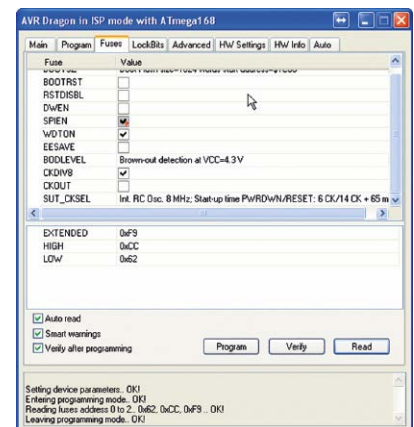 AVR Dragon in ISP mode with ATmega168
Main Program Fuses LockBits Advanced HW Settings HW Info Auto
Fuse Value
BOOTRST
RSTDISBL
DWEN
SPIEN
WDTON
EESAVE
BODLEVEL Brown-out detection at VCC=4.3 V
CKDIV8
CKOUT
SUT_CKSEL Int. RC Osc. 8 MHz; Start-up time PWRDWN/RESET: 6 CK/14 CK + 65 m
EXTENDED 0xF9
HIGH 0xCC
LOW 0x62
Auto read
Smart warnings
Verify after programming
Program Verify Read
Setting device parameters.. OK!
Entering programming mode.. OK!
Reading fuses address 0 to 2.. 0x62, 0xCC, 0xF9 .. OK!
Leaving programming mode.. OK!